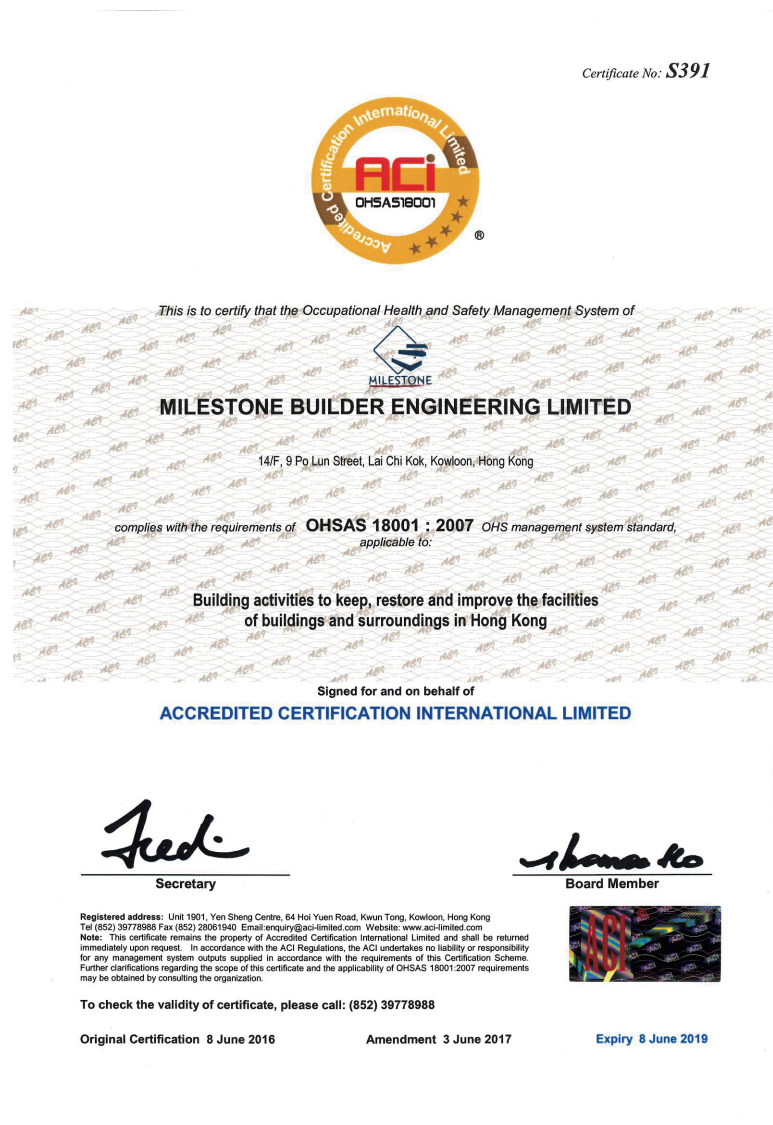 Certificate No: S391
Accredited Certification International Limited
ACi
OHSAS18001
®
This is to certify that the Occupational Health and Safety Management System of
MILESTONE
MILESTONE BUILDER ENGINEERING LIMITED
14/F, 9 Po Lun Street, Lai Chi Kok, Kowloon, Hong Kong
complies with the requirements of OHSAS 18001 : 2007 OHS management system standard,
applicable to:
Building activities to keep, restore and improve the facilities
of buildings and surroundings in Hong Kong
Signed for and on behalf of
ACCREDITED CERTIFICATION INTERNATIONAL LIMITED
Secretary
Board Member
Registered address: Unit 1901, Yen Sheng Centre, 64 Hoi Yuen Road, Kwun Tong, Kowloon, Hong Kong
Tel (852) 39778988 Fax (852) 28061940 Email:enquiry@aci-limited.com Website: www.aci-limited.com
Note: This certificate remains the property of Accredited Certification International Limited and shall be returned
immediately upon request. In accordance with the ACI Regulations, the ACI undertakes no liability or responsibility
for any management system outputs supplied in accordance with the requirements of this Certification Scheme.
Further clarifications regarding the scope of this certificate and the applicability of OHSAS 18001:2007 requirements
may be obtained by consulting the organization.
ACI
To check the validity of certificate, please call: (852) 39778988
Original Certification 8 June 2016
Amendment 3 June 2017
Expiry 8 June 2019